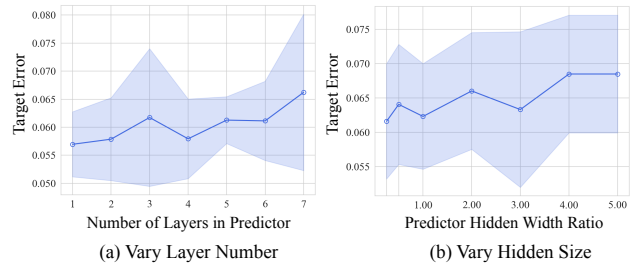 0.080
0.075
0.070
0.065
0.060
0.055
0.050
Target Error
1 2 3 4 5 6 7
Number of Layers in Predictor
(a) Vary Layer Number
0.075
0.070
0.065
0.060
0.055
Target Error
1.00 2.00 3.00 4.00 5.00
Predictor Hidden Width Ratio
(b) Vary Hidden Size